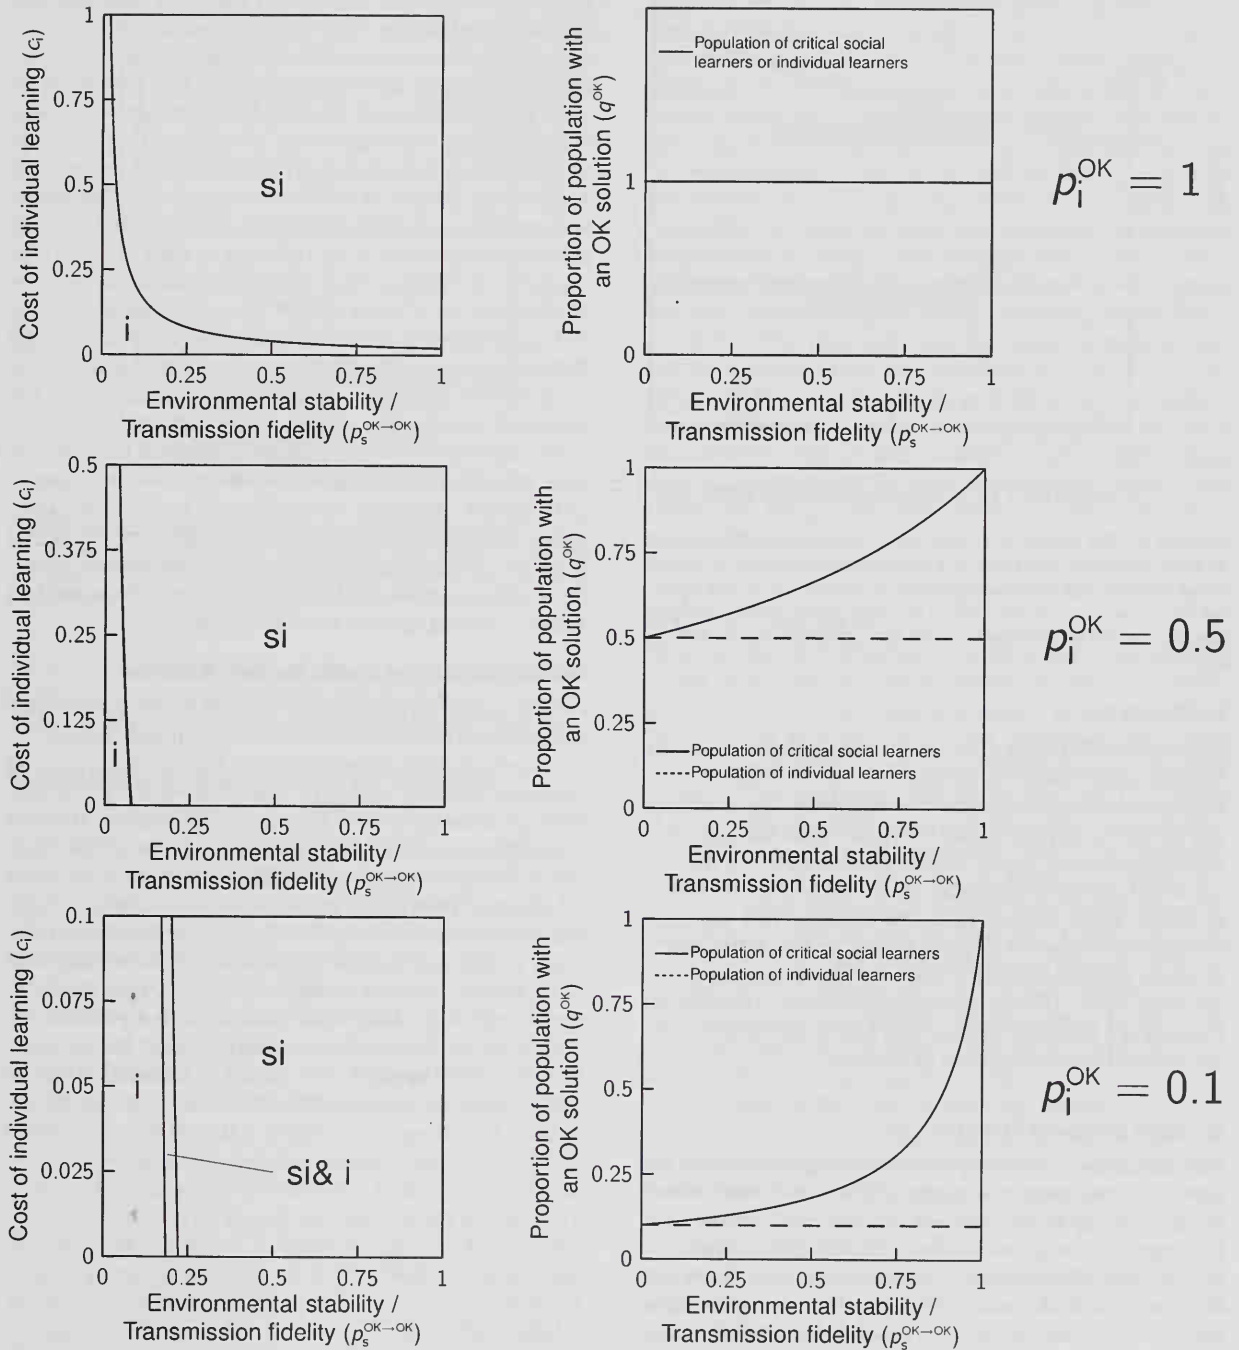 Cost of individual learning (cᵢ)
1
0.75
0.5
0.25
0
si
i
0 0.25 0.5 0.75 1
Environmental stability /
Transmission fidelity (pₛ^OK→OK)
Proportion of population with
an OK solution (q^OK)
Population of critical social
learners or individual learners
1
0
0 0.25 0.5 0.75 1
Environmental stability /
Transmission fidelity (pₛ^OK→OK)
pᵢ^OK = 1
Cost of individual learning (cᵢ)
0.5
0.375
0.25
0.125
0
si
i
0 0.25 0.5 0.75 1
Environmental stability /
Transmission fidelity (pₛ^OK→OK)
Proportion of population with
an OK solution (q^OK)
1
0.75
0.5
0.25
0
Population of critical social learners
Population of individual learners
0 0.25 0.5 0.75 1
Environmental stability /
Transmission fidelity (pₛ^OK→OK)
pᵢ^OK = 0.5
Cost of individual learning (cᵢ)
0.1
0.075
0.05
0.025
0
si
i
si& i
0 0.25 0.5 0.75 1
Environmental stability /
Transmission fidelity (pₛ^OK→OK)
Proportion of population with
an OK solution (q^OK)
1
0.75
0.5
0.25
0
Population of critical social learners
Population of individual learners
0 0.25 0.5 0.75 1
Environmental stability /
Transmission fidelity (pₛ^OK→OK)
pᵢ^OK = 0.1